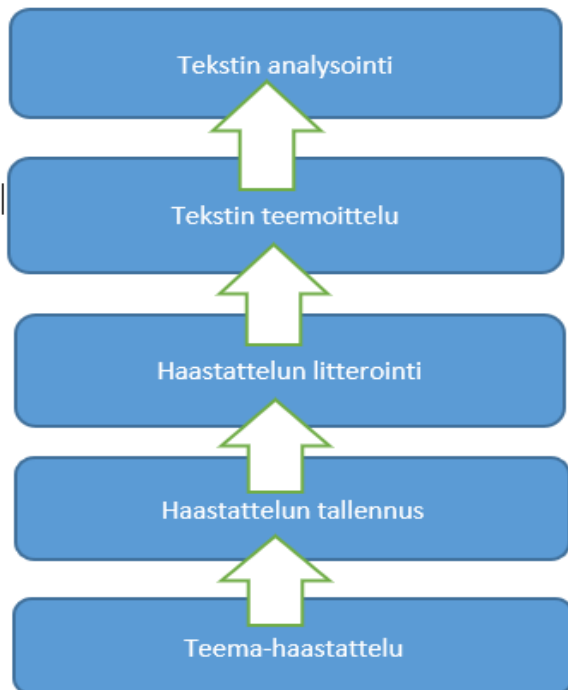 Tekstin analysointi
Tekstin teemoittelu
Haastattelun litterointi
Haastattelun tallennus
Teema-haastattelu